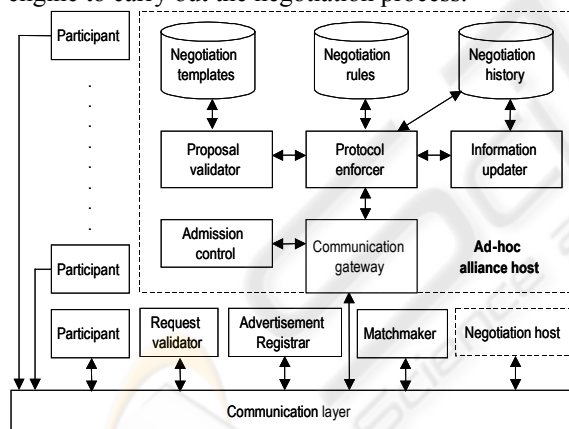 engine to carry out the negotiation process.
Participant
Negotiation
templates
Negotiation
rules
Negotiation
history
Proposal
validator
Protocol
enforcer
Information
updater
Admission
control
Communication
gateway
Ad-hoc
alliance host
Participant
Participant
Request
validator
Advertisement
Registrar
Matchmaker
Negotiation host
Communication layer